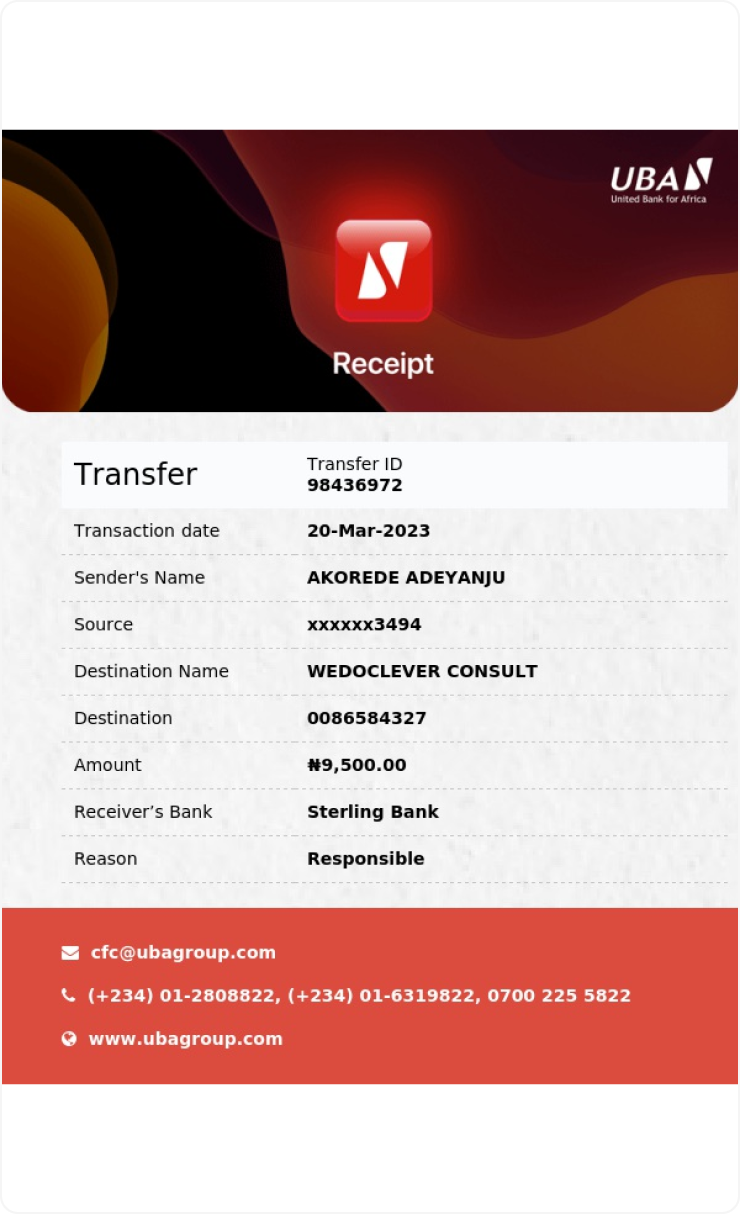 UBA
United Bank for Africa
Receipt
Transfer
Transfer ID
98436972
Transaction date 20-Mar-2023
Sender's Name AKOREDE ADEYANJU
Source xxxxxx3494
Destination Name WEDOCLEVER CONSULT
Destination 0086584327
Amount ₦9,500.00
Receiver’s Bank Sterling Bank
Reason Responsible
cfc@ubagroup.com
(+234) 01-2808822, (+234) 01-6319822, 0700 225 5822
www.ubagroup.com